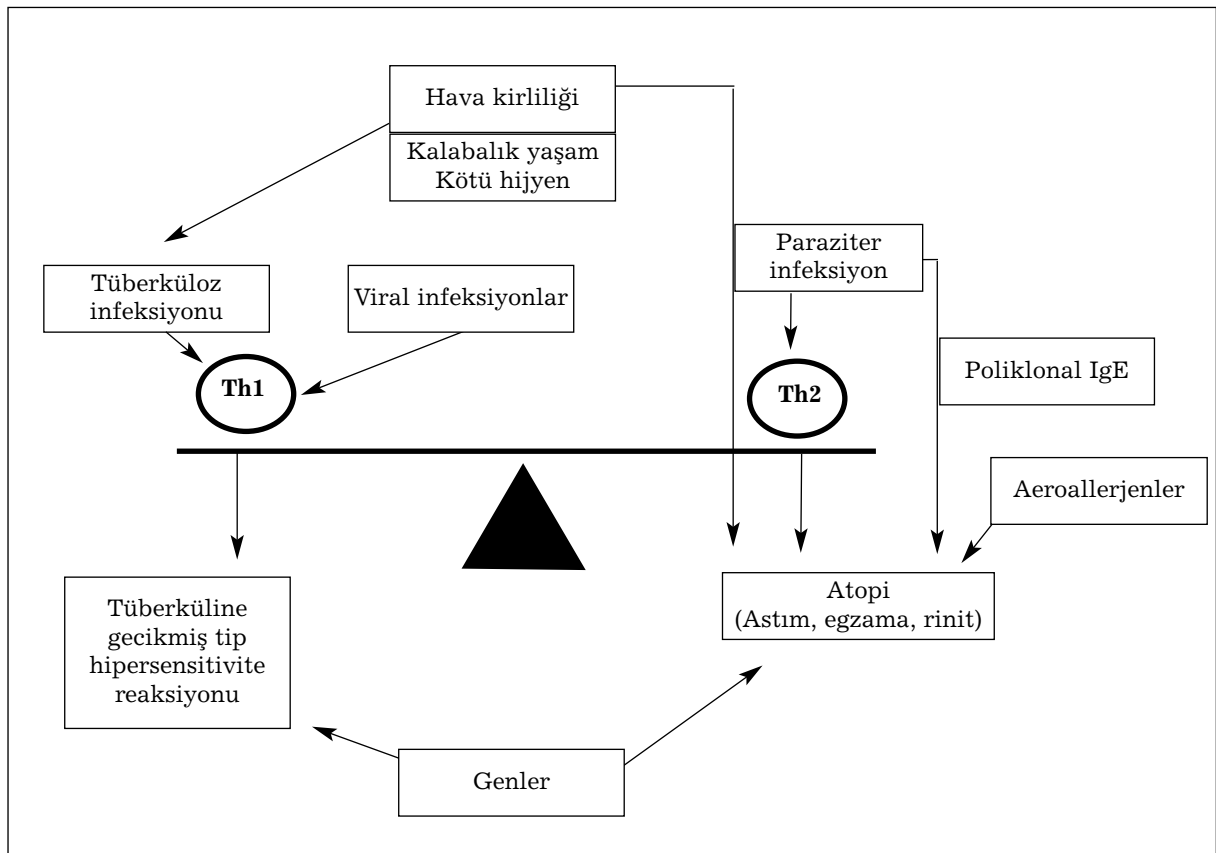 Hava kirliliği
Kalabalık yaşam
Kötü hijyen
Paraziter
infeksiyon
Tüberküloz
infeksiyonu
Viral infeksiyonlar
Th1
Th2
Poliklonal IgE
Aeroallerjenler
Tüberküline
gecikmiş tip
hipersensitivite
reaksiyonu
Atopi
(Astım, egzama, rinit)
Genler